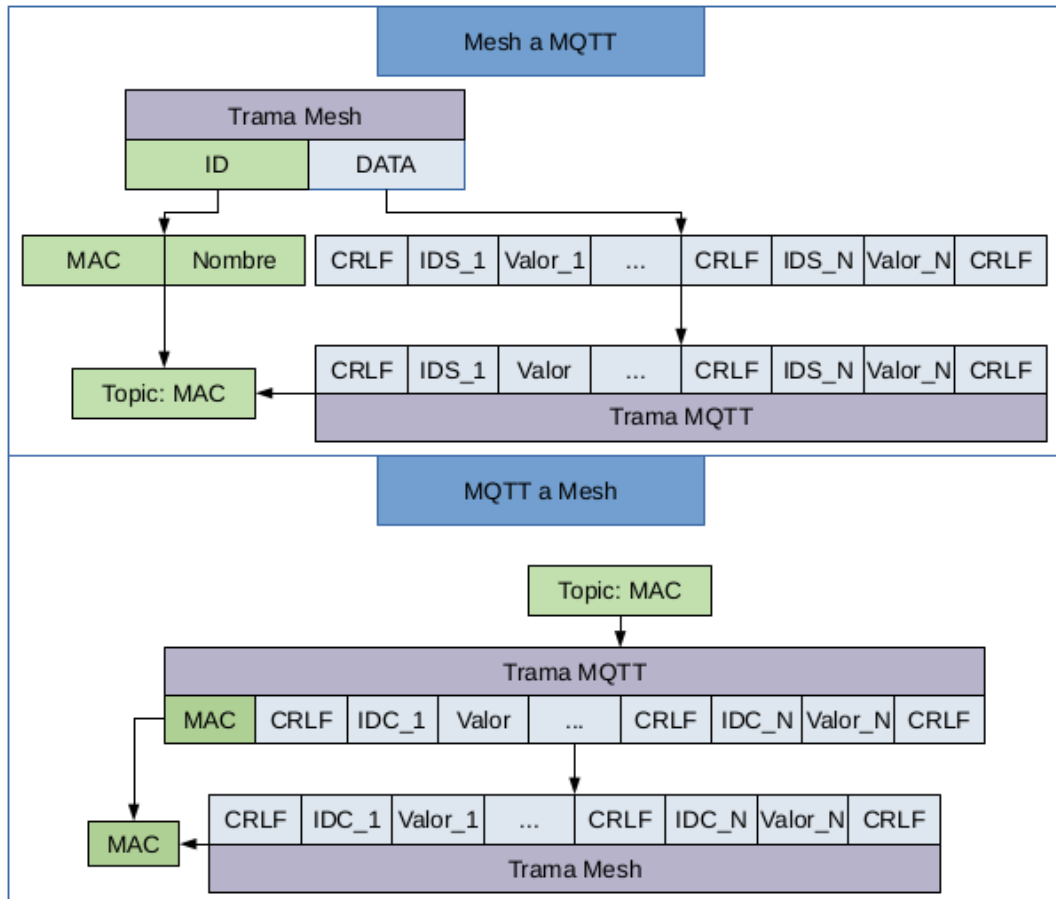 Mesh a MQTT
Trama Mesh
ID DATA
MAC Nombre CRLF IDS_1 Valor_1 ... CRLF IDS_N Valor_N CRLF
CRLF IDS_1 Valor ... CRLF IDS_N Valor_N CRLF
Topic: MAC
Trama MQTT
MQTT a Mesh
Topic: MAC
Trama MQTT
MAC CRLF IDC_1 Valor ... CRLF IDC_N Valor_N CRLF
CRLF IDC_1 Valor_1 ... CRLF IDC_N Valor_N CRLF
MAC
Trama Mesh